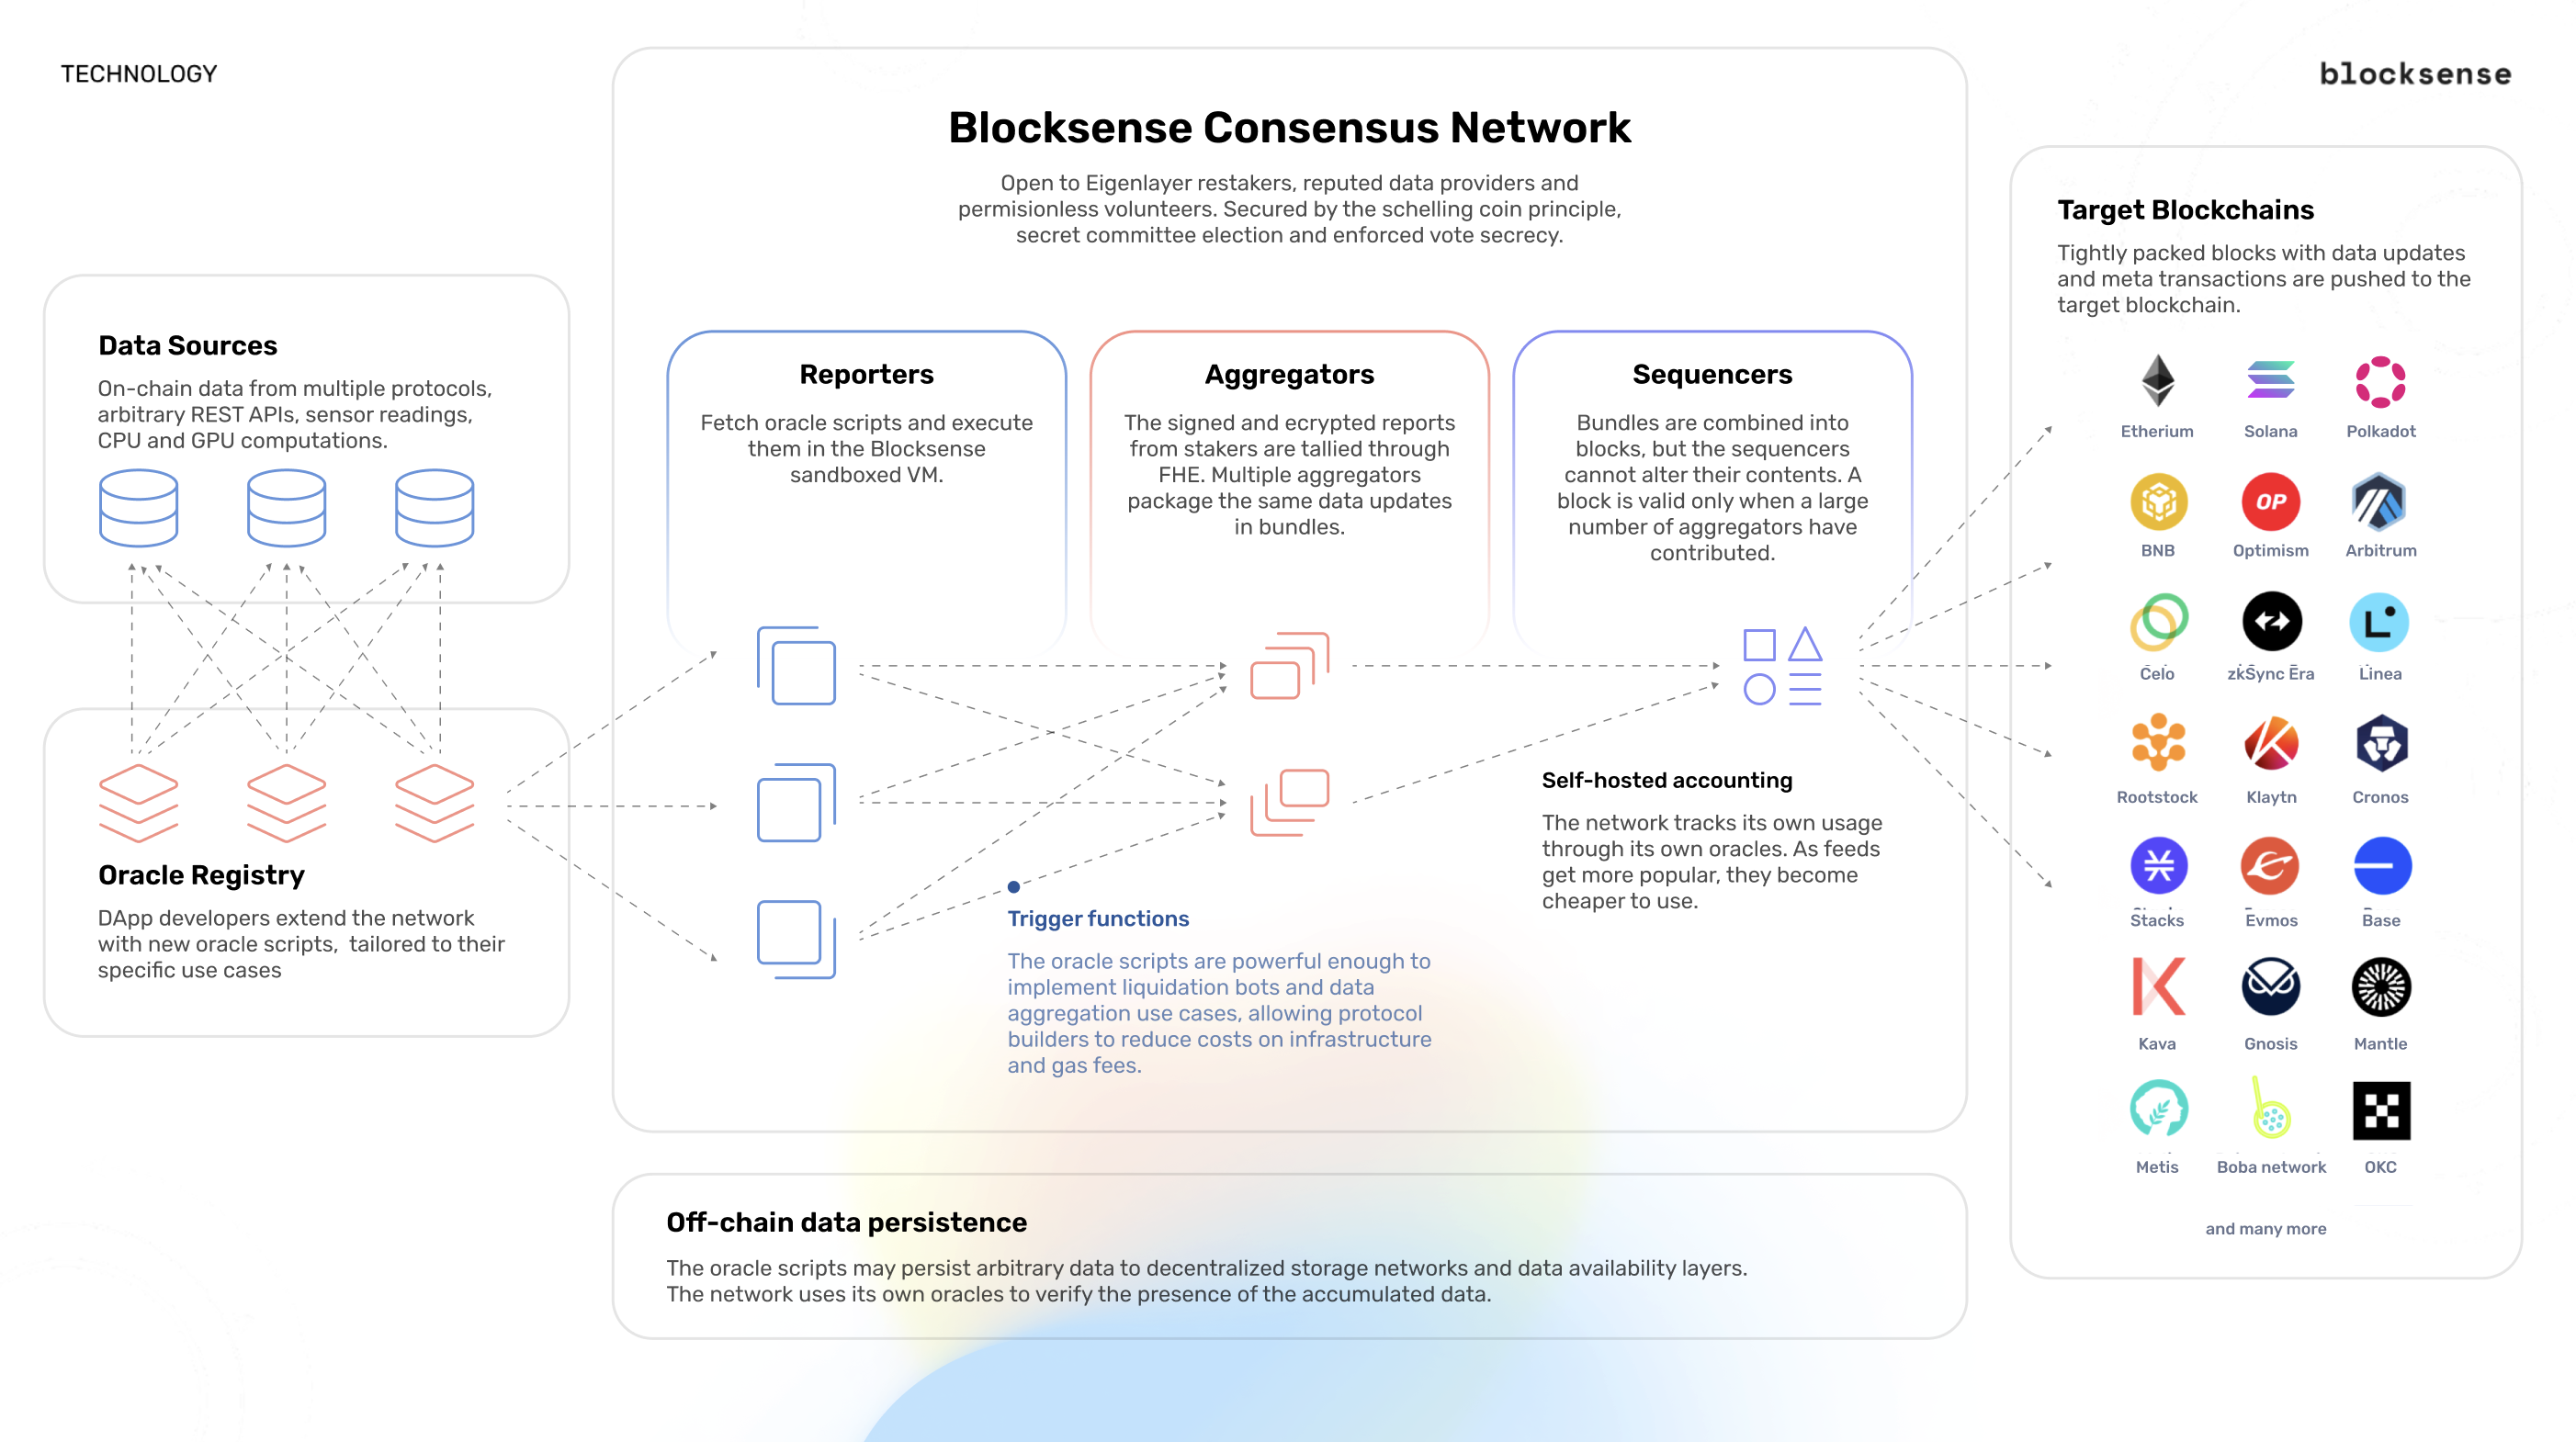 TECHNOLOGY
blocksense
Data Sources
On-chain data from multiple protocols,
arbitrary REST APIs, sensor readings,
CPU and GPU computations.
Oracle Registry
DApp developers extend the network
with new oracle scripts, tailored to their
specific use cases
Blocksense Consensus Network
Open to Eigenlayer restakers, reputed data providers and
permisionless volunteers. Secured by the schelling coin principle,
secret committee election and enforced vote secrecy.
Reporters
Fetch oracle scripts and execute
them in the Blocksense
sandboxed VM.
Aggregators
The signed and ecrypted reports
from stakers are tallied through
FHE. Multiple aggregators
package the same data updates
in bundles.
Sequencers
Bundles are combined into
blocks, but the sequencers
cannot alter their contents. A
block is valid only when a large
number of aggregators have
contributed.
Trigger functions
The oracle scripts are powerful enough to
implement liquidation bots and data
aggregation use cases, allowing protocol
builders to reduce costs on infrastructure
and gas fees.
Self-hosted accounting
The network tracks its own usage
through its own oracles. As feeds
get more popular, they become
cheaper to use.
Off-chain data persistence
The oracle scripts may persist arbitrary data to decentralized storage networks and data availability layers.
The network uses its own oracles to verify the presence of the accumulated data.
Target Blockchains
Tightly packed blocks with data updates
and meta transactions are pushed to the
target blockchain.
Etherium Solana Polkadot
OP
BNB Optimism Arbitrum
L
Celo zkSync Era Linea
Rootstock Klaytn Cronos
Stacks Evmos Base
Kava Gnosis Mantle
Metis Boba network OKC
and many more